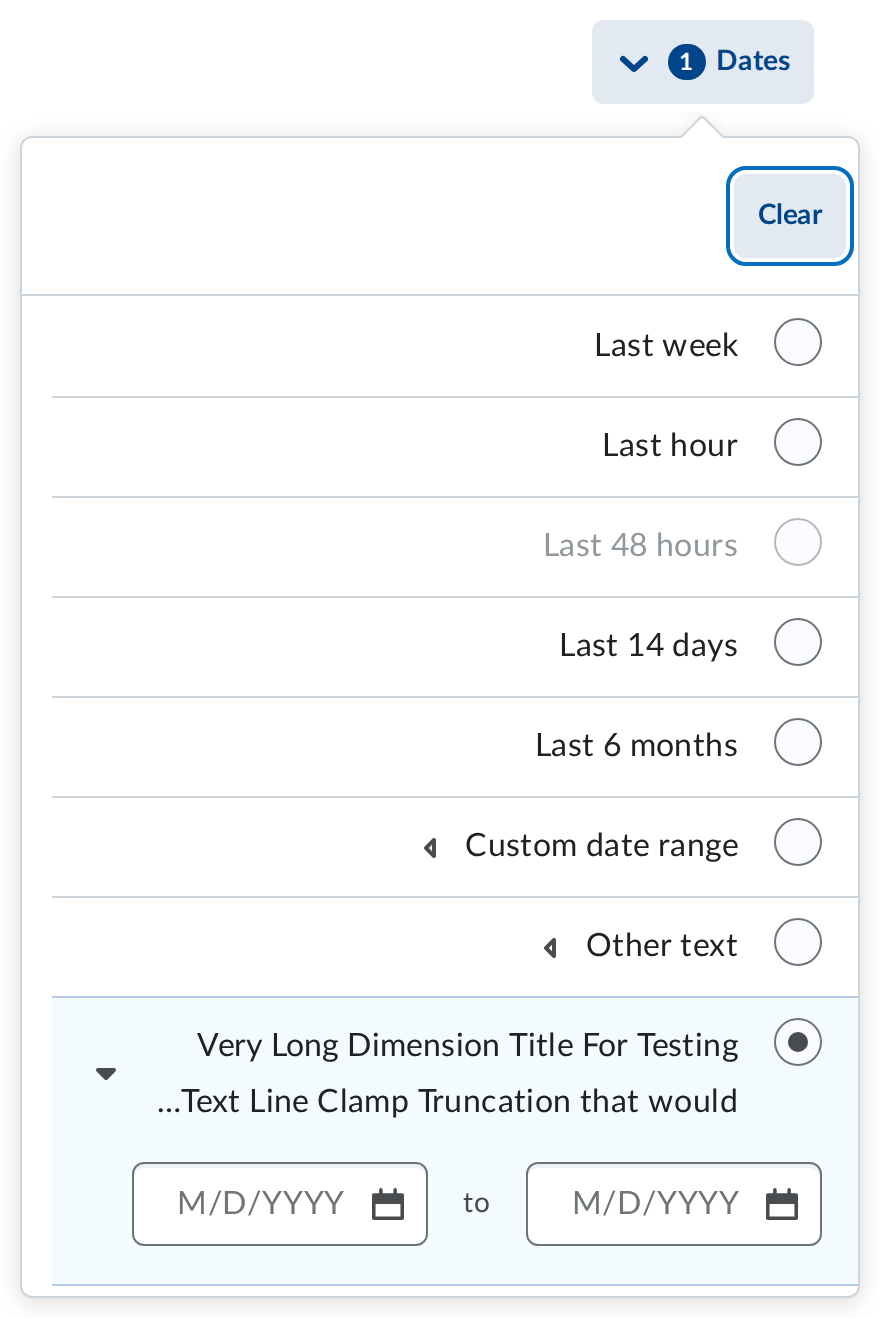 1 Dates
Clear
Last week
Last hour
Last 48 hours
Last 14 days
Last 6 months
Custom date range
Other text
Very Long Dimension Title For Testing
...Text Line Clamp Truncation that would
M/D/YYYY to M/D/YYYY